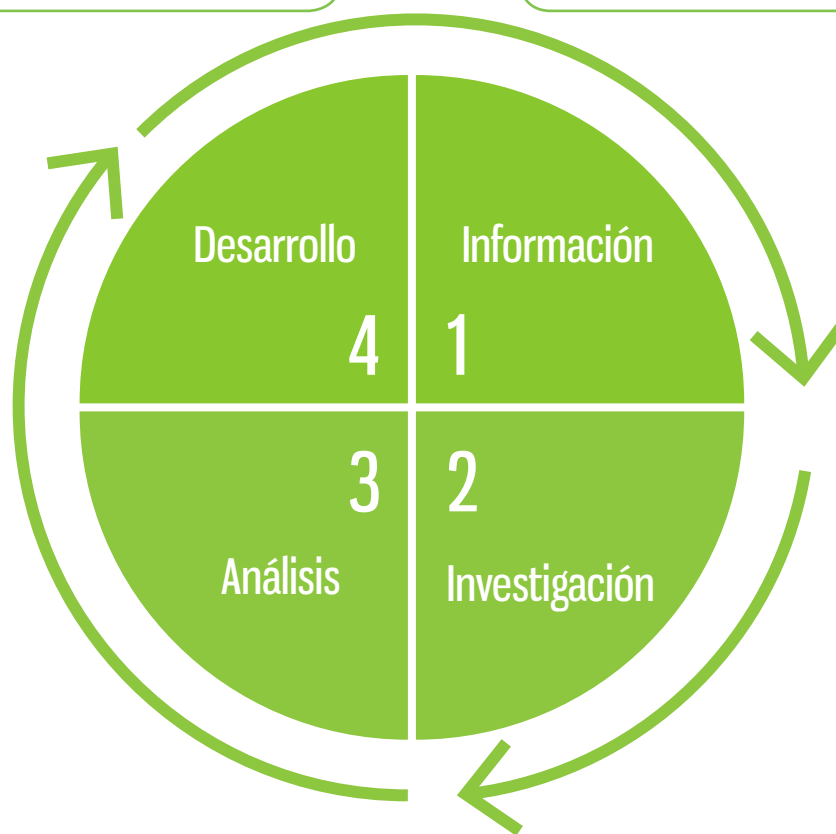 Desarrollo
Información
4
1
3
2
Análisis
Investigación